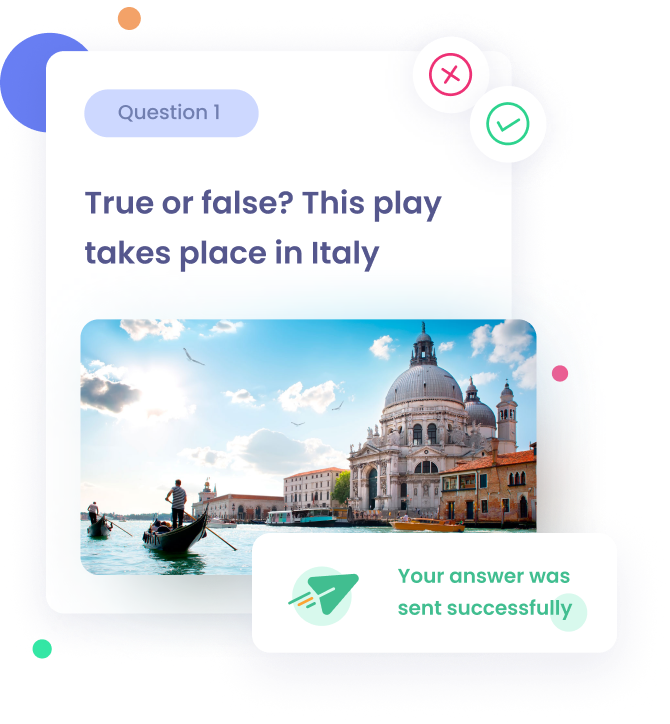 Question 1
True or false? This play
takes place in Italy
Your answer was
sent successfully